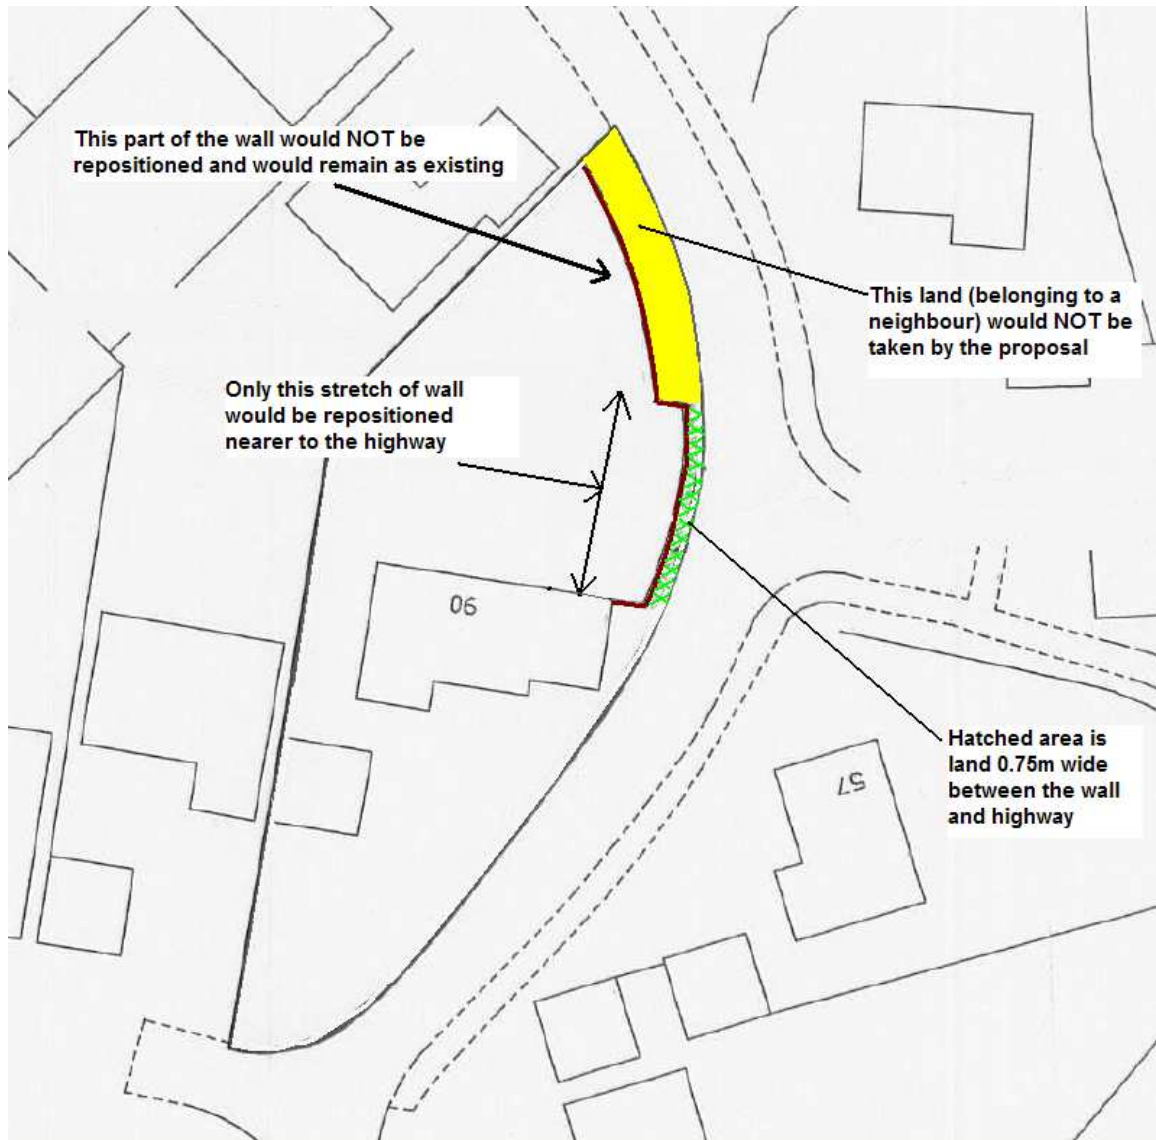 This part of the wall would NOT be
repositioned and would remain as existing
This land (belonging to a
neighbour) would NOT be
taken by the proposal
Only this stretch of wall
would be repositioned
nearer to the highway
90
Hatched area is
land 0.75m wide
between the wall
and highway
57